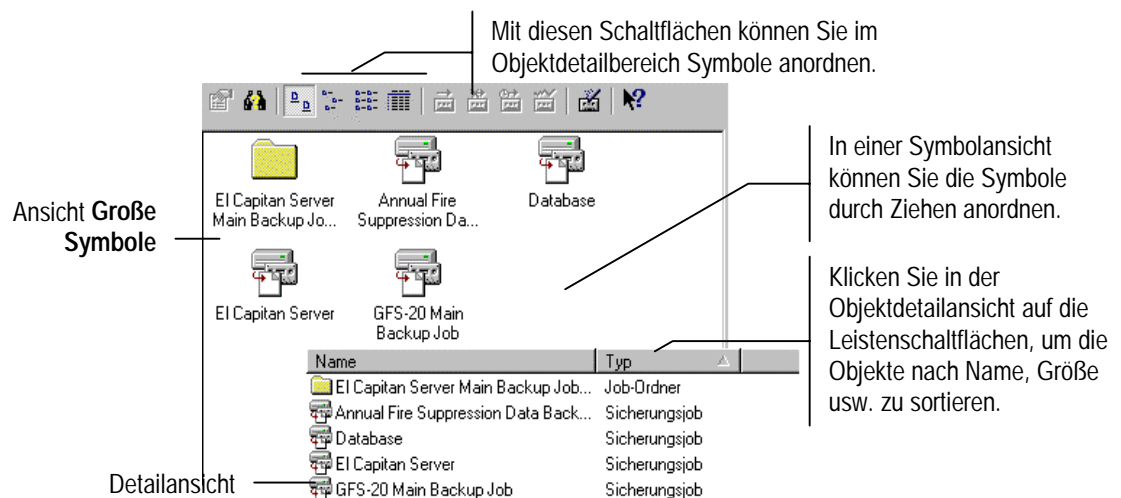 Mit diesen Schaltflächen können Sie im
Objektdetailbereich Symbole anordnen.
El Capitan Server
Main Backup Jo...
Annual Fire
Suppression Da...
Database
In einer Symbolansicht
können Sie die Symbole
durch Ziehen anordnen.
Ansicht Große
Symbole
El Capitan Server
GFS-20 Main
Backup Job
Klicken Sie in der
Objektdetailansicht auf die
Leistenschaltflächen, um die
Objekte nach Name, Größe
usw. zu sortieren.
Name Typ
El Capitan Server Main Backup Job... Job-Ordner
Annual Fire Suppression Data Back... Sicherungsjob
Database Sicherungsjob
El Capitan Server Sicherungsjob
GFS-20 Main Backup Job Sicherungsjob
Detailansicht